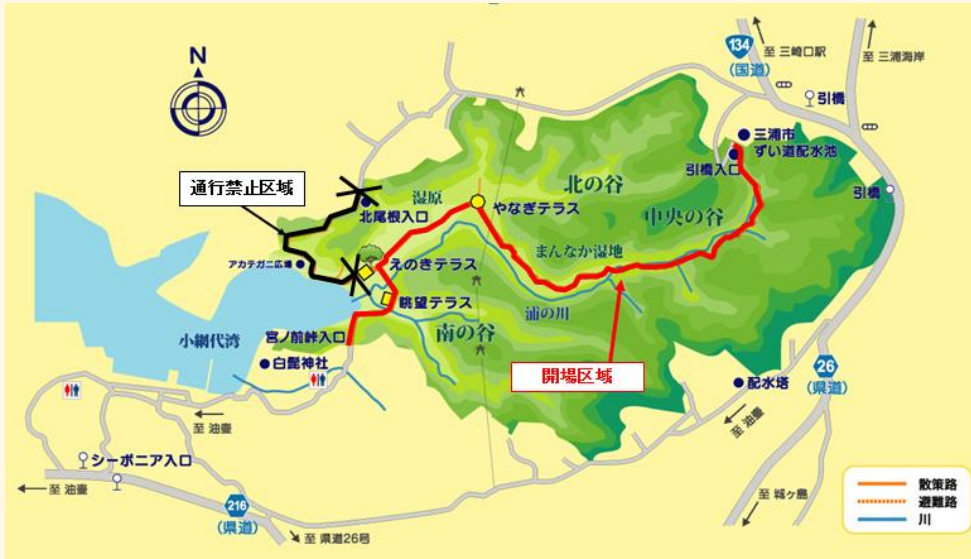 134
(国道)
至 三崎口駅
至 三浦海岸
N
引橋
三浦市
ずい道配水池
引橋入口
通行禁止区域
北の谷
湿原
引橋
北尾根入口
やなぎテラス
中央の谷
まんなか湿地
アカテガニ広場
えのきテラス
眺望テラス
浦の川
小網代湾
宮ノ前峠入口
南の谷
白髭神社
開場区域
26
(県道)
配水塔
至 油壷
至 油壷
シーボニア入口
至 油壷
216
(県道)
至 城ヶ島
至 県道26号
散策路
避難路
川